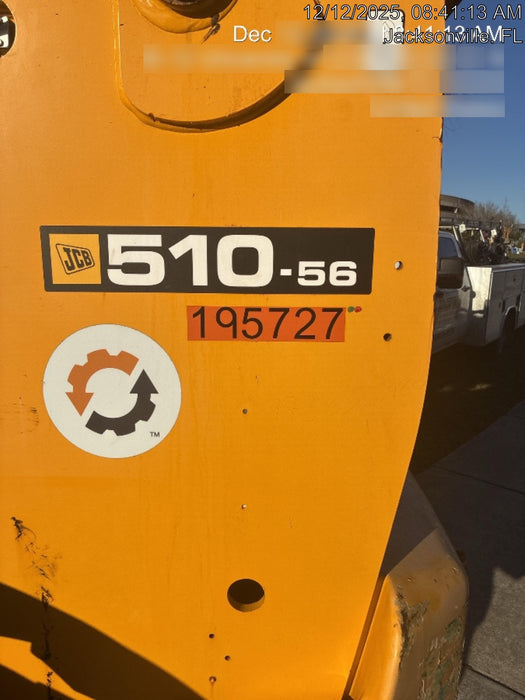 12/12/2025, 08:41:13 AM
Dec
Jacksonville, FL
JCB 510-56
195727
TM